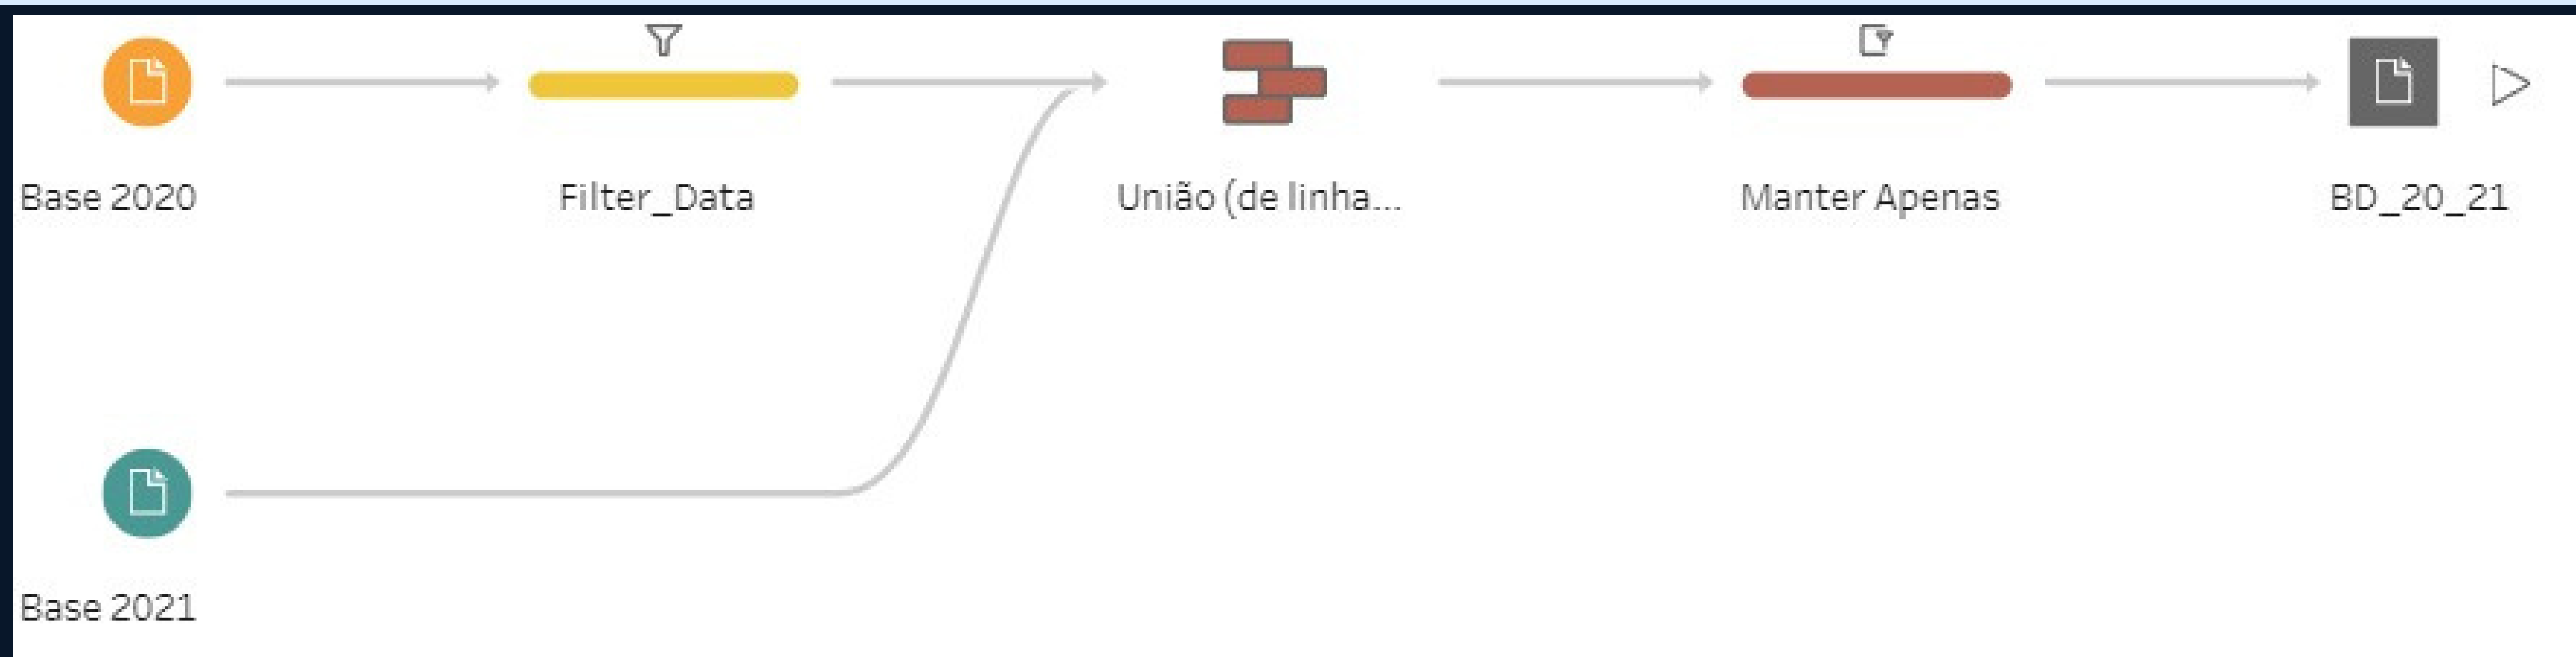 Base 2020
Filter_Data
União (de linha...
Manter Apenas
BD_20_21
Base 2021